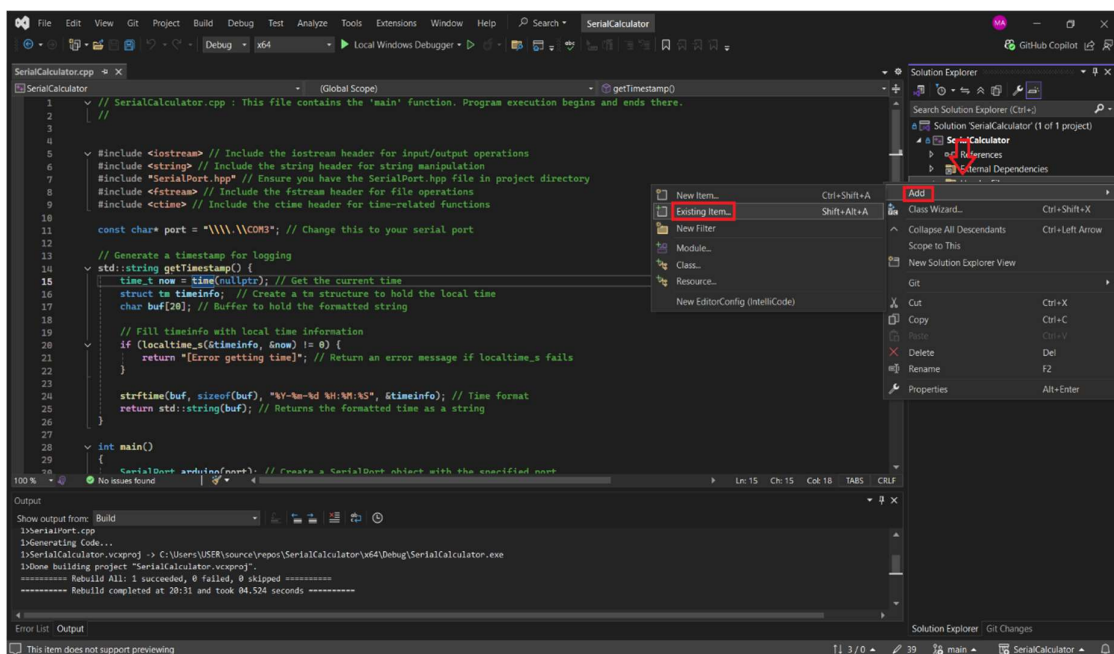 File Edit View Git Project Build Debug Test Analyze Tools Extensions Window Help Search SerialCalculator MA
Debug x64 Local Windows Debugger GitHub Copilot
SerialCalculator.cpp
SerialCalculator (Global Scope) getTimestamp()
1 // SerialCalculator.cpp : This file contains the 'main' function. Program execution begins and ends there.
2 //
3
4
5 #include <iostream> // Include the iostream header for input/output operations
6 #include <string> // Include the string header for string manipulation
7 #include "SerialPort.hpp" // Ensure you have the SerialPort.hpp file in project directory
8 #include <fstream> // Include the fstream header for file operations
9 #include <ctime> // Include the ctime header for time-related functions
10
11 const char* port = "\\\\.\\COM3"; // Change this to your serial port
12
13 // Generate a timestamp for logging
14 std::string getTimestamp() {
15 time_t now = time(nullptr); // Get the current time
16 struct tm timeinfo; // Create a tm structure to hold the local time
17 char buf[20]; // Buffer to hold the formatted string
18
19 // Fill timeinfo with local time information
20 if (localtime_s(&timeinfo, &now) != 0) {
21 return "[Error getting time]"; // Return an error message if localtime_s fails
22 }
23
24 strftime(buf, sizeof(buf), "%Y-%m-%d %H:%M:%S", &timeinfo); // Time format
25 return std::string(buf); // Returns the formatted time as a string
26 }
27
28 int main()
29 {
30 SerialPort arduino(port); // Create a SerialPort object with the specified port
100 % No issues found Ln: 15 Ch: 15 Col: 18 TABS CRLF
New Item... Ctrl+Shift+A
Existing Item... Shift+Alt+A
New Filter
Module...
Class...
Resource...
New EditorConfig (IntelliCode)
Solution Explorer
Search Solution Explorer (Ctrl+;)
Solution 'SerialCalculator' (1 of 1 project)
SerialCalculator
References
External Dependencies
Add
Class Wizard... Ctrl+Shift+X
Collapse All Descendants Ctrl+Left Arrow
Scope to This
New Solution Explorer View
Git
Cut Ctrl+X
Copy Ctrl+C
Paste Ctrl+V
Delete Del
Rename F2
Properties Alt+Enter
Output
Show output from: Build
1>SerialPort.cpp
1>Generating Code...
1>SerialCalculator.vcxproj -> C:\Users\USER\source\repos\SerialCalculator\x64\Debug\SerialCalculator.exe
1>Done building project "SerialCalculator.vcxproj".
========== Rebuild All: 1 succeeded, 0 failed, 0 skipped ==========
========== Rebuild completed at 20:31 and took 04.524 seconds ==========
Error List Output
Solution Explorer Git Changes
This item does not support previewing 3 / 0 39 main SerialCalculator